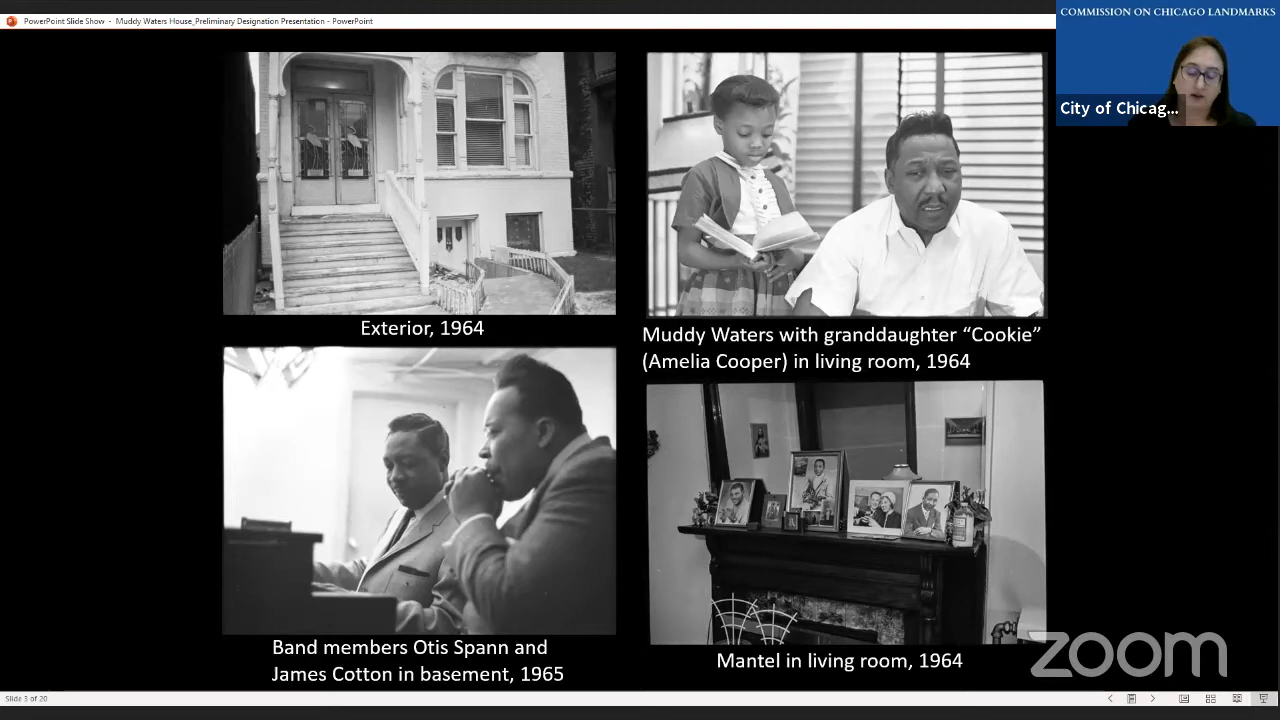 PowerPoint Slide Show - Muddy Waters House_Preliminary Designation Presentation - PowerPoint
COMMISSION ON CHICAGO LANDMARKS
City of Chicag...
Exterior, 1964
Muddy Waters with granddaughter “Cookie”
(Amelia Cooper) in living room, 1964
Band members Otis Spann and
James Cotton in basement, 1965
Mantel in living room, 1964
zoom
Slide 3 of 20